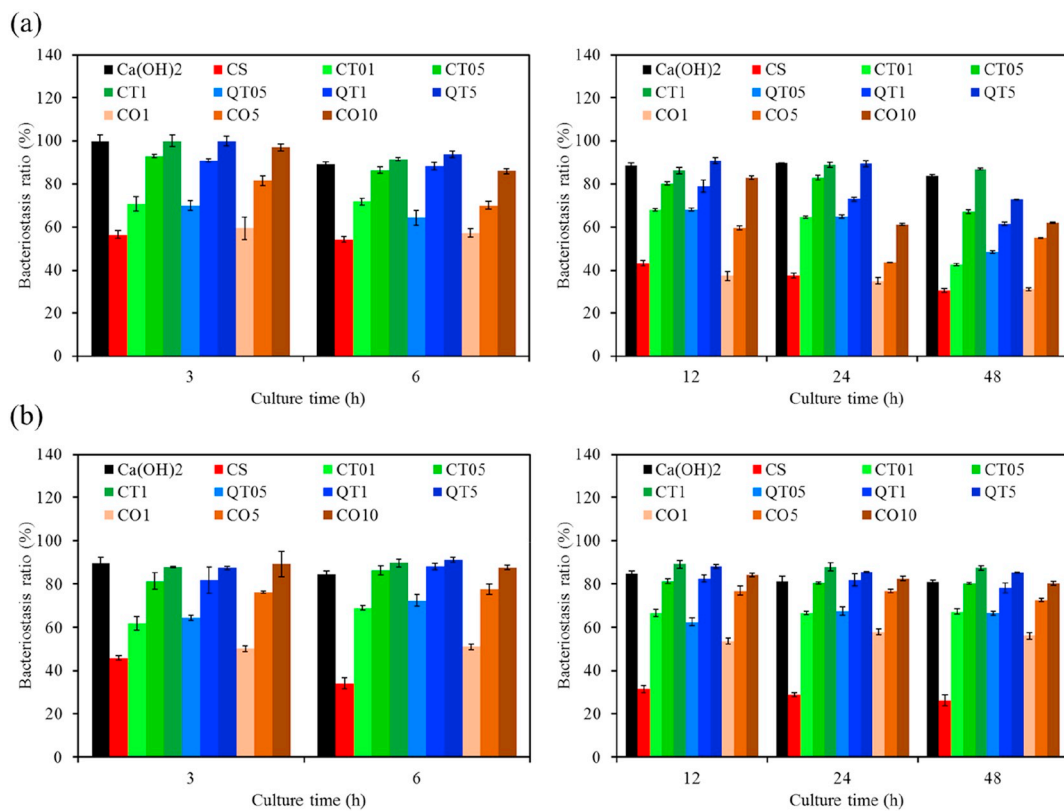 (a)
140
120
100
80
60
40
20
0
Bacteriostasis ratio (%)
Ca(OH)2 CS CT01 CT05
CT1 QT05 QT1 QT5
CO1 CO5 CO10
3 6
Culture time (h)
140
120
100
80
60
40
20
0
Bacteriostasis ratio (%)
Ca(OH)2 CS CT01 CT05
CT1 QT05 QT1 QT5
CO1 CO5 CO10
12 24 48
Culture time (h)
(b)
140
120
100
80
60
40
20
0
Bacteriostasis ratio (%)
Ca(OH)2 CS CT01 CT05
CT1 QT05 QT1 QT5
CO1 CO5 CO10
3 6
Culture time (h)
140
120
100
80
60
40
20
0
Bacteriostasis ratio (%)
Ca(OH)2 CS CT01 CT05
CT1 QT05 QT1 QT5
CO1 CO5 CO10
12 24 48
Culture time (h)